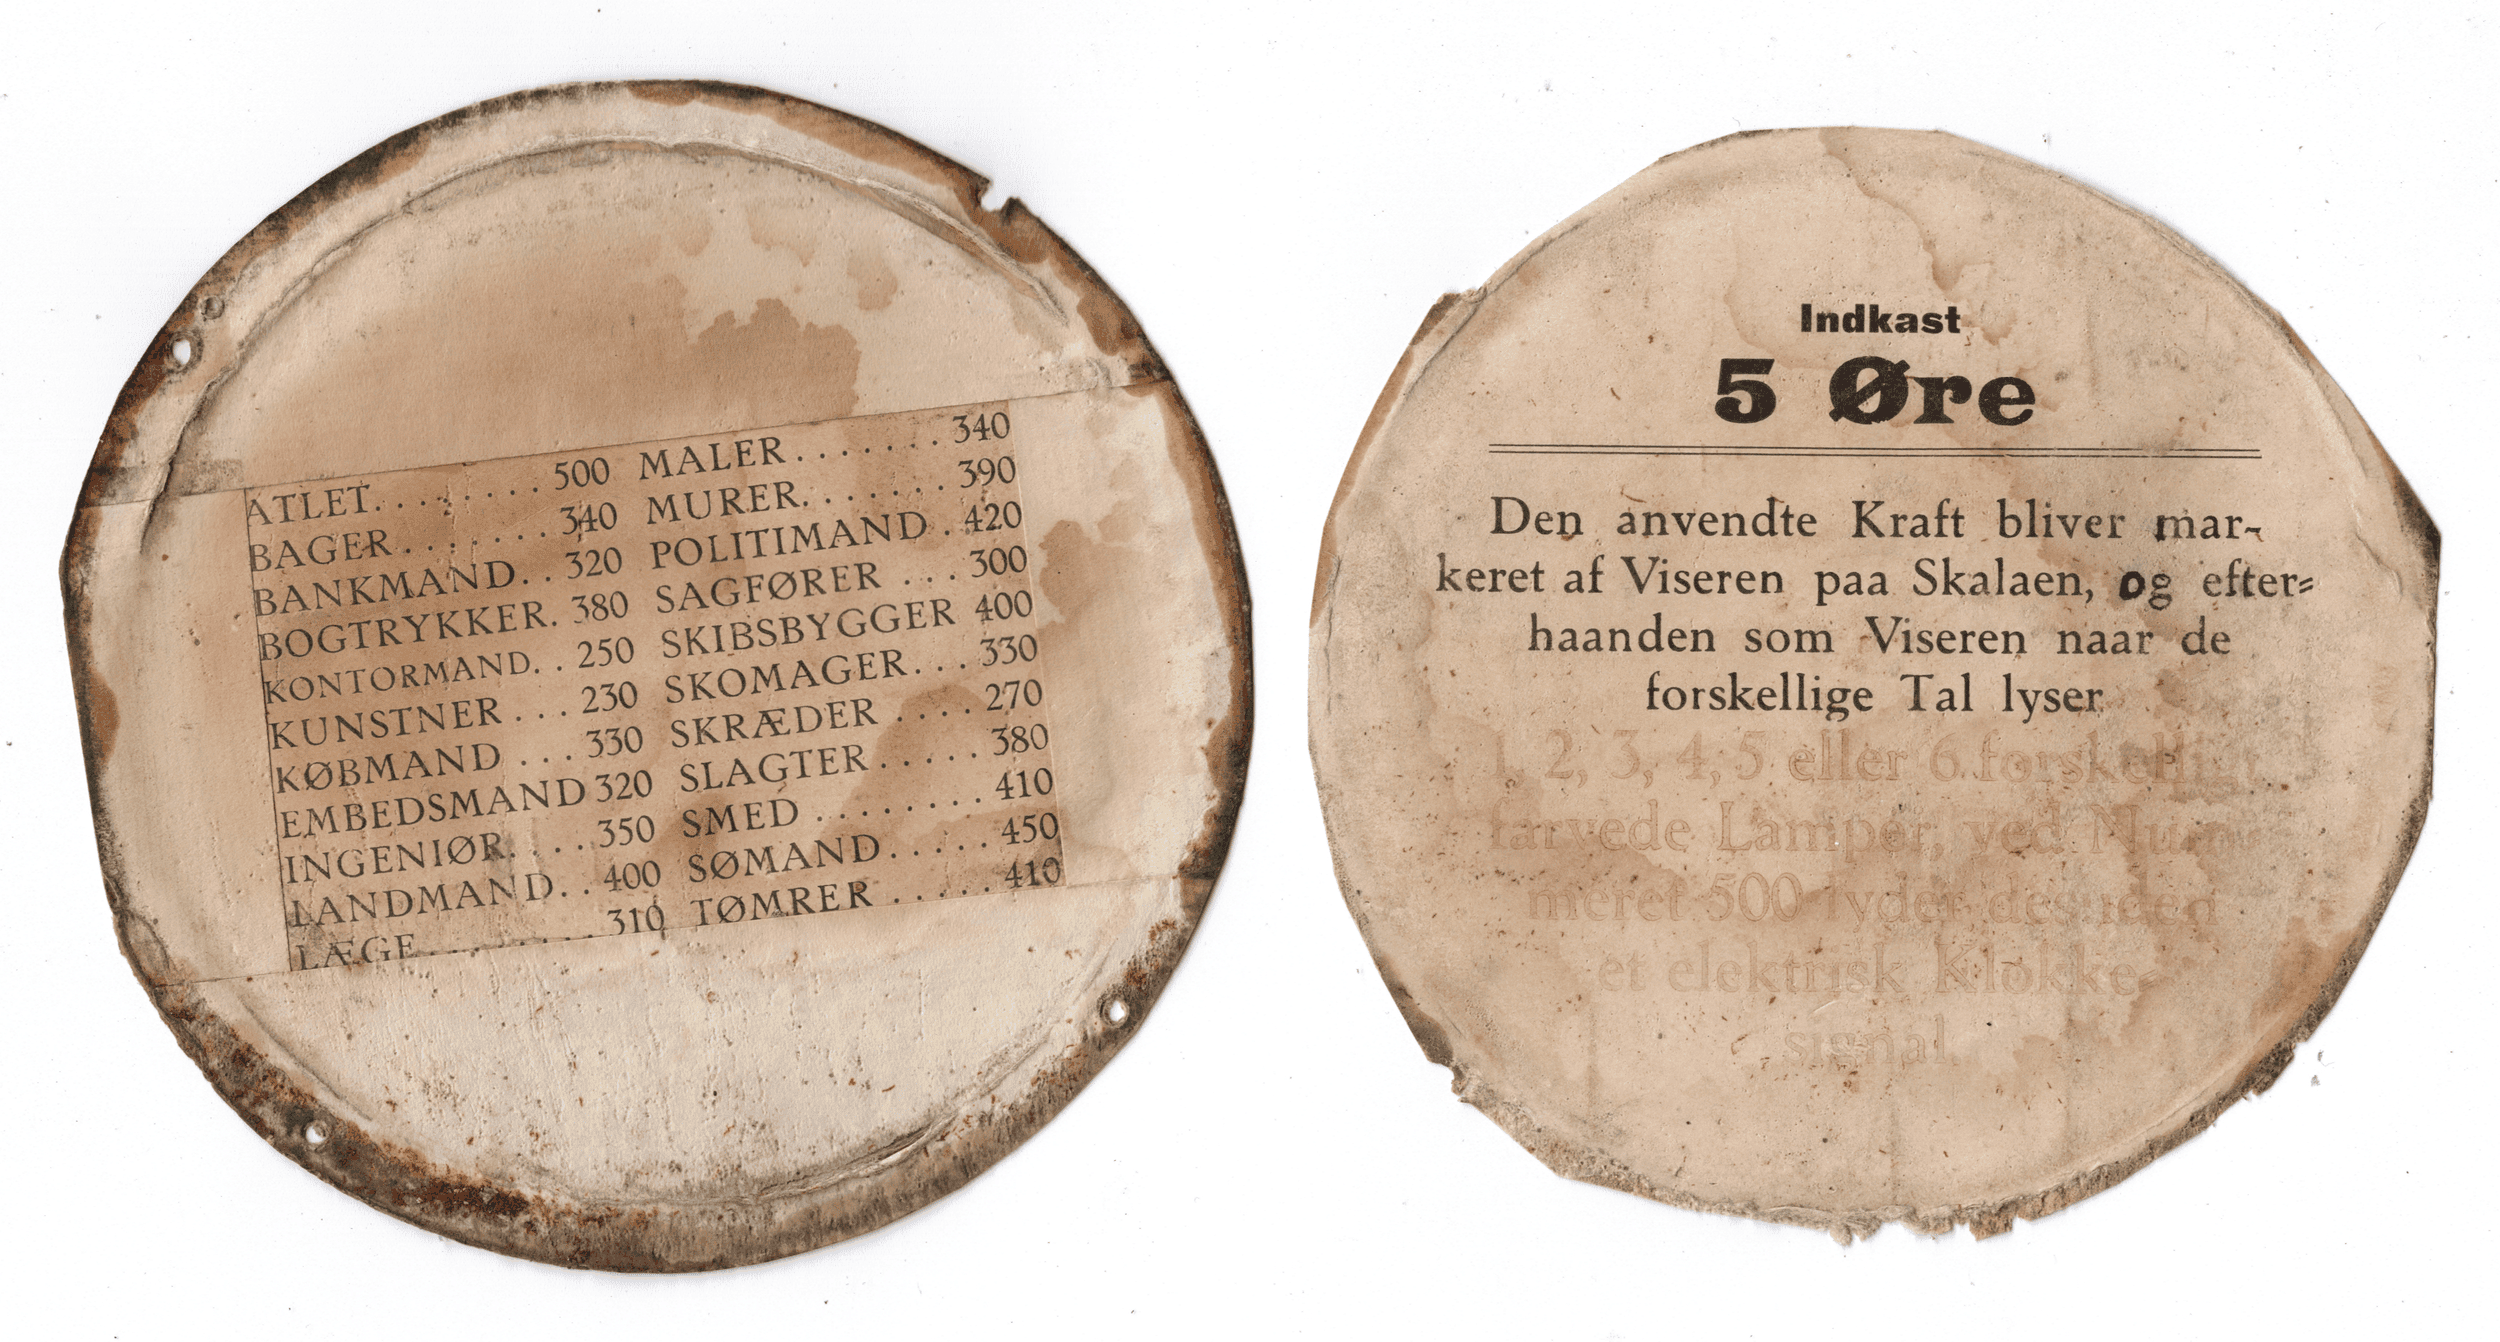 ATLET. . . . . . . . 500 MALER . . . . . . . 340
BAGER . . . . . . . 340 MURER. . . . . . . 390
BANKMAND. . 320 POLITIMAND . 420
BOGTRYKKER. 380 SAGFØRER . . . 300
KONTORMAND. . 250 SKIBSBYGGER 400
KUNSTNER . . . 230 SKOMAGER. . . 330
KØBMAND . . . 330 SKRÆDER . . . . 270
EMBEDSMAND 320 SLAGTER . . . . . 380
INGENIØR. . . . 350 SMED . . . . . . . . 410
LANDMAND. . 400 SØMAND. . . . . 450
LÆGE. . . . . . . . 310 TØMRER . . . . . 410
Indkast
5 Øre
Den anvendte Kraft bliver mar-
keret af Viseren paa Skalaen, og efter-
haanden som Viseren naar de
forskellige Tal lyser
1, 2, 3, 4, 5 eller 6 forskellig
farvede Lamper, ved Num-
meret 500 lyder desuden
et elektrisk Klokke-
signal